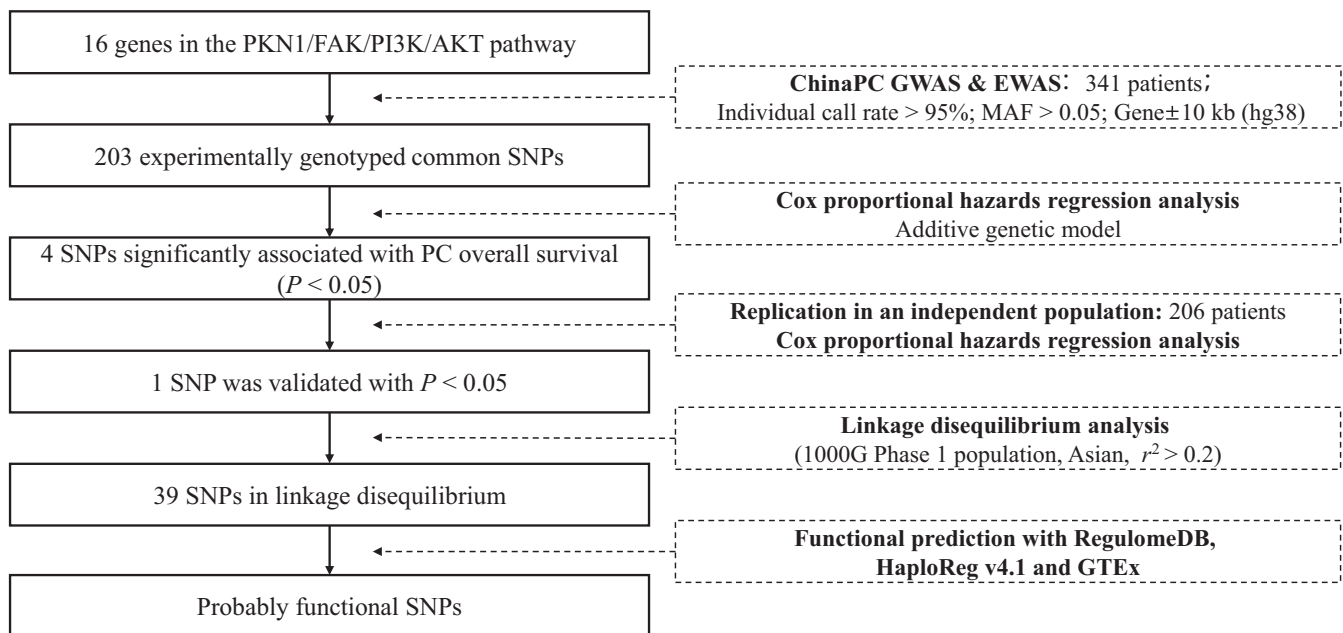 16 genes in the PKN1/FAK/PI3K/AKT pathway
ChinaPC GWAS & EWAS： 341 patients；
Individual call rate > 95%; MAF > 0.05; Gene±10 kb (hg38)
203 experimentally genotyped common SNPs
Cox proportional hazards regression analysis
Additive genetic model
4 SNPs significantly associated with PC overall survival
(P < 0.05)
Replication in an independent population: 206 patients
Cox proportional hazards regression analysis
1 SNP was validated with P < 0.05
Linkage disequilibrium analysis
(1000G Phase 1 population, Asian, r² > 0.2)
39 SNPs in linkage disequilibrium
Functional prediction with RegulomeDB,
HaploReg v4.1 and GTEx
Probably functional SNPs